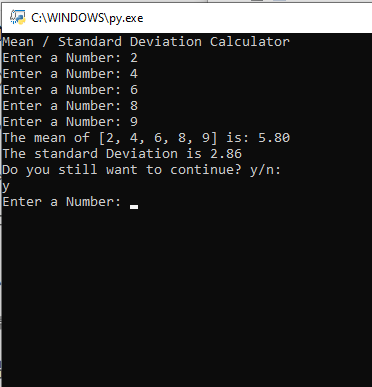 C:\WINDOWS\py.exe
Mean / Standard Deviation Calculator
Enter a Number: 2
Enter a Number: 4
Enter a Number: 6
Enter a Number: 8
Enter a Number: 9
The mean of [2, 4, 6, 8, 9] is: 5.80
The standard Deviation is 2.86
Do you still want to continue? y/n:
y
Enter a Number: